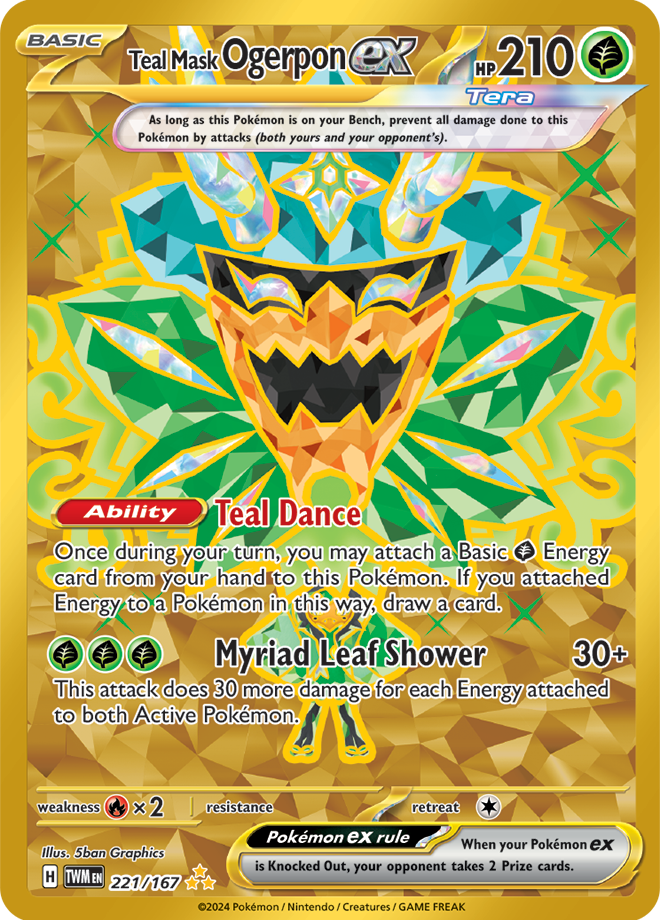 BASIC
Teal Mask Ogerpon ex HP 210
Tera
As long as this Pokémon is on your Bench, prevent all damage done to this
Pokémon by attacks (both yours and your opponent's).
Ability Teal Dance
Once during your turn, you may attach a Basic Energy
card from your hand to this Pokémon. If you attached
Energy to a Pokémon in this way, draw a card.
Myriad Leaf Shower 30+
This attack does 30 more damage for each Energy attached
to both Active Pokémon.
weakness ×2 resistance retreat
Pokémon ex rule When your Pokémon ex
is Knocked Out, your opponent takes 2 Prize cards.
Illus. 5ban Graphics
H TWM EN 221/167
©2024 Pokémon / Nintendo / Creatures / GAME FREAK